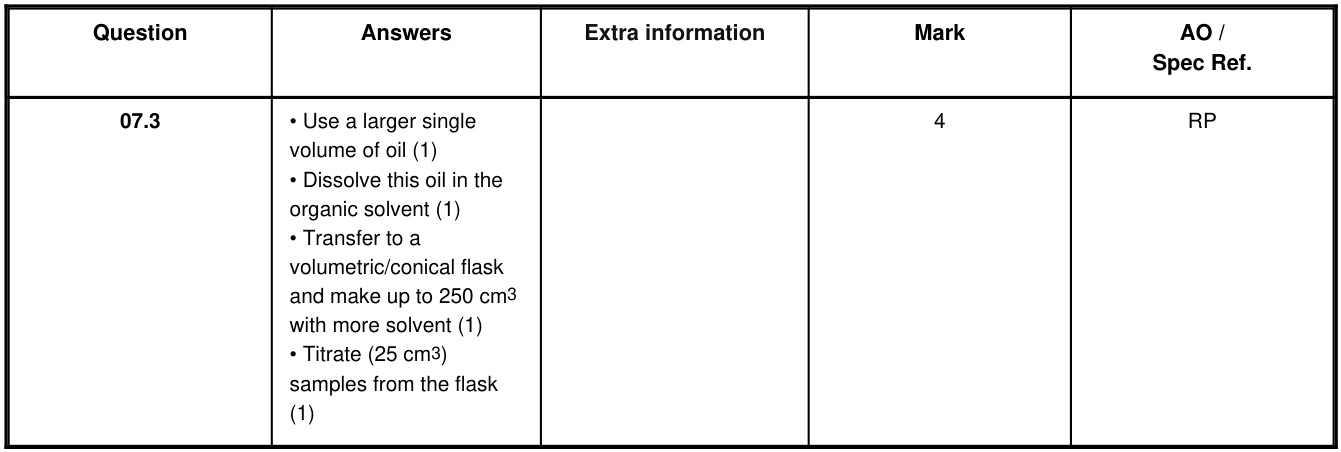 Question Answers Extra information Mark AO /
Spec Ref.
07.3 • Use a larger single 4 RP
volume of oil (1)
• Dissolve this oil in the
organic solvent (1)
• Transfer to a
volumetric/conical flask
and make up to 250 cm3
with more solvent (1)
• Titrate (25 cm3)
samples from the flask
(1)